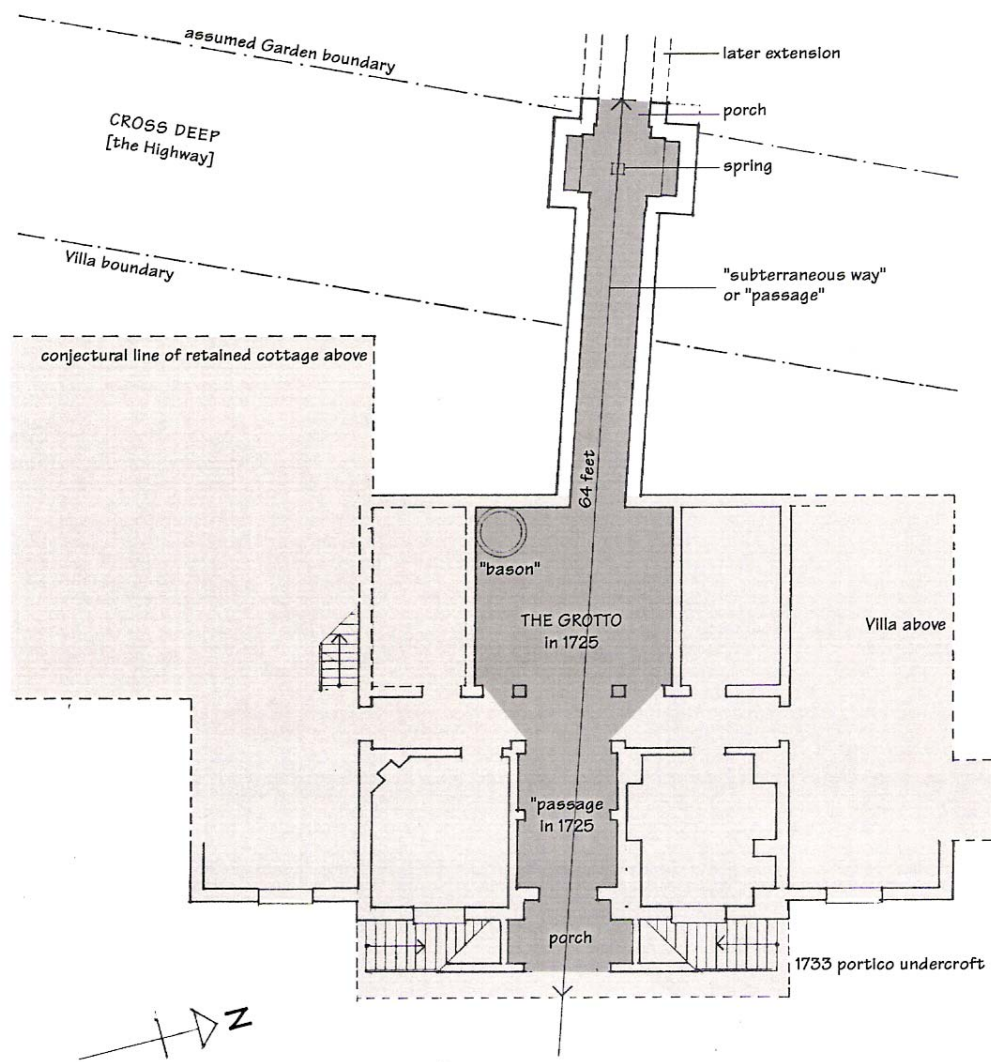 assumed Garden boundary
later extension
porch
CROSS DEEP
[the Highway]
spring
Villa boundary
"subterraneous way"
or "passage"
conjectural line of retained cottage above
64 feet
"bason"
THE GROTTO
in 1725
Villa above
"passage
in 1725
porch
1733 portico undercroft
N